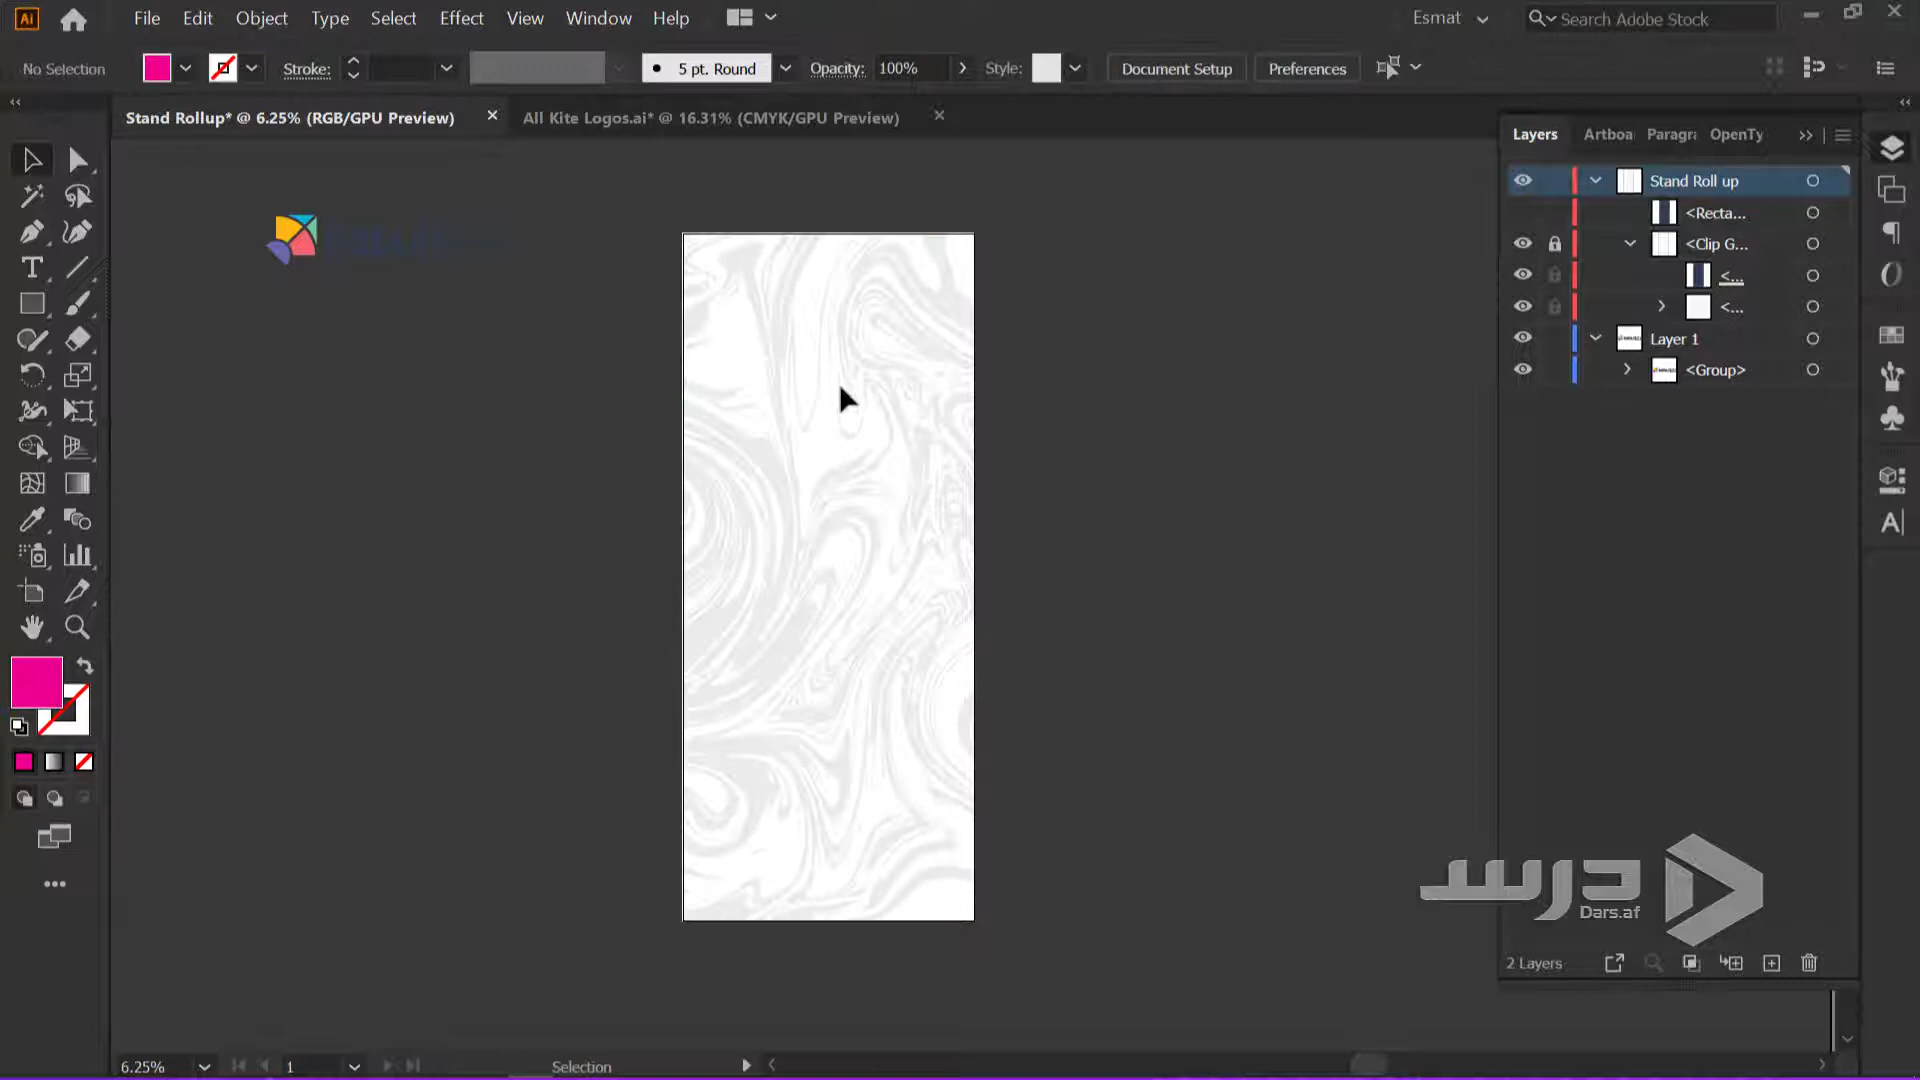 Ai File Edit Object Type Select Effect View Window Help Esmat Search Adobe Stock
No Selection Stroke: 5 pt. Round Opacity: 100% Style: Document Setup Preferences
Stand Rollup* @ 6.25% (RGB/GPU Preview) All Kite Logos.ai* @ 16.31% (CMYK/GPU Preview)
Layers Artboa Paragra OpenTy
Stand Roll up
<Recta...
<Clip G...
<...
<...
Layer 1
<Group>
درس
Dars.af
2 Layers
6.25% 1 Selection